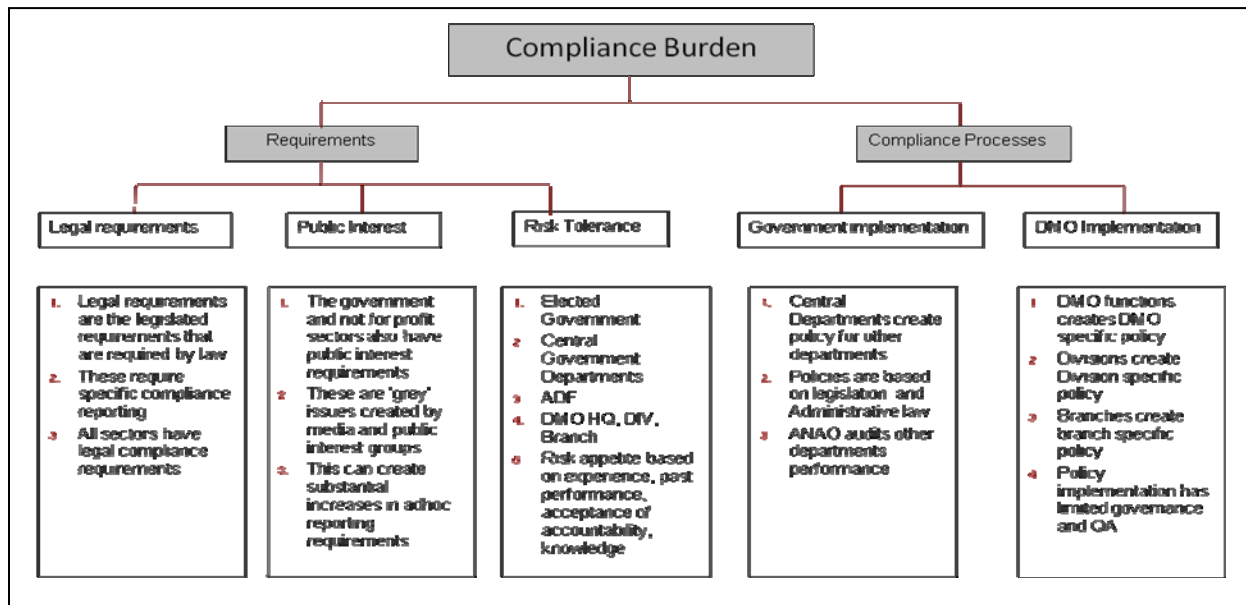 Compliance Burden
Requirements
Compliance Processes
Legal requirements
Public Interest
Risk Tolerance
Government implementation
DMO Implementation
1. Legal requirements
are the legislated
requirements that
are required by law
2. These require
specific compliance
reporting
3 All sectors have
legal compliance
requirements
1. The government
and not for profit
sectors also have
public interest
requirements
2 These are 'grey'
issues created by
media and public
interest groups
3. This can create
substantial
increases in adhoc
reporting
requirements
1. Elected
Government
2 Central
Government
Departments
3 ADF
4. DMO HQ, DIV,
Branch
5 Risk appetite based
on experience, past
performance,
acceptance of
accountability,
knowledge
1. Central
Departments create
policy for other
departments
2. Policies are based
on legislation and
Administrative law
3 ANAO audits other
departments
performance
1 DMO functions
creates DMO
specific policy
2 Divisions create
Division specific
policy
3 Branches create
branch specific
policy
4 Policy
implementation has
limited governance
and QA